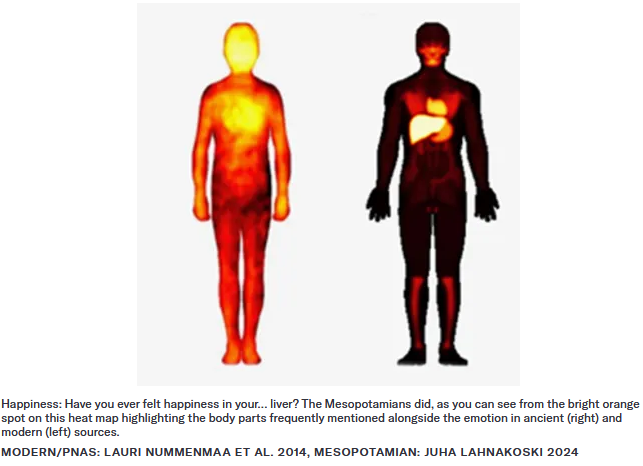 Happiness: Have you ever felt happiness in your... liver? The Mesopotamians did, as you can see from the bright orange
spot on this heat map highlighting the body parts frequently mentioned alongside the emotion in ancient (right) and
modern (left) sources.
MODERN/PNAS: LAURI NUMMENMAA ET AL. 2014, MESOPOTAMIAN: JUHA LAHNAKOSKI 2024